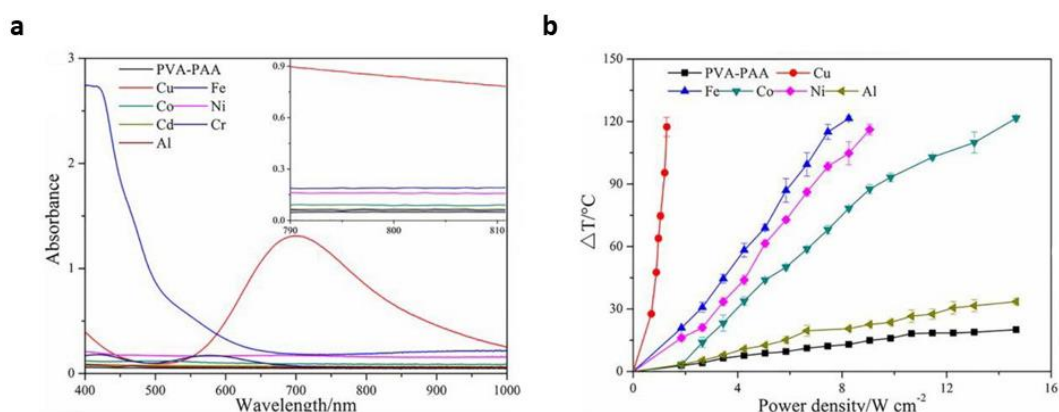 a
3
2
1
0
Absorbance
PVA-PAA
Cu Fe
Co Ni
Cd Cr
Al
0.9
0.6
0.3
0.0
790 800 810
400 500 600 700 800 900 1000
Wavelength/nm
b
150
120
90
60
30
0
△T/°C
PVA-PAA Cu
Fe Co Ni Al
0 4 8 12 16
Power density/W cm⁻²